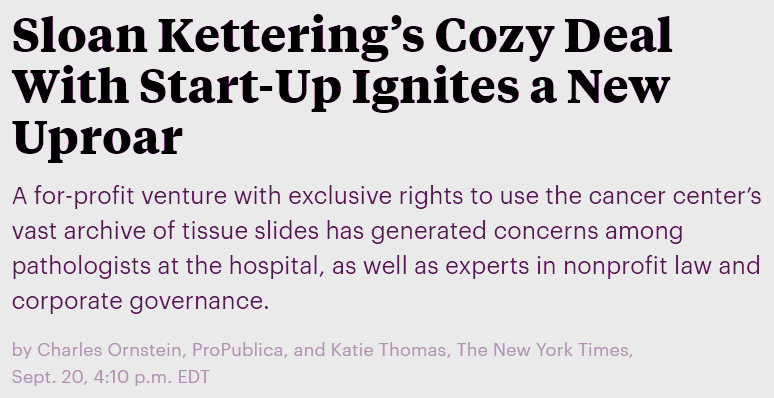 Sloan Kettering’s Cozy Deal
With Start-Up Ignites a New
Uproar
A for-profit venture with exclusive rights to use the cancer center’s
vast archive of tissue slides has generated concerns among
pathologists at the hospital, as well as experts in nonprofit law and
corporate governance.
by Charles Ornstein, ProPublica, and Katie Thomas, The New York Times,
Sept. 20, 4:10 p.m. EDT